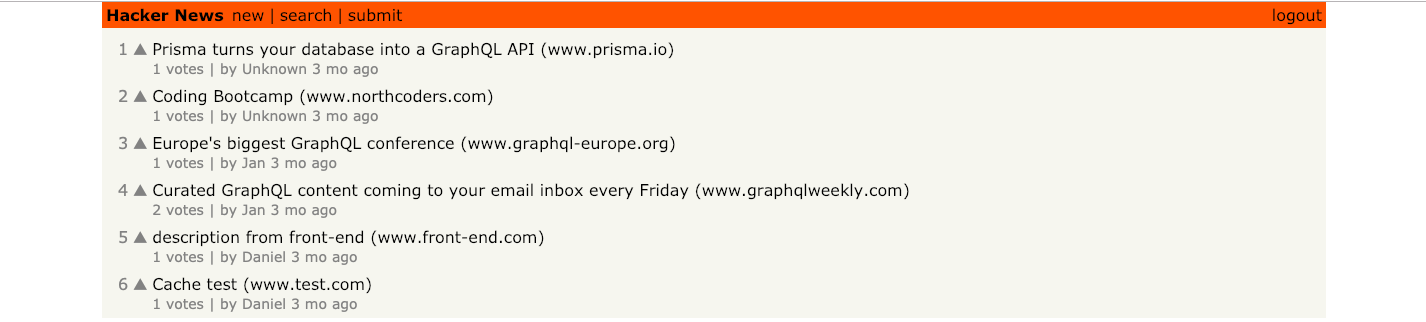 Hacker News new | search | submit logout
1 ▲ Prisma turns your database into a GraphQL API (www.prisma.io)
1 votes | by Unknown 3 mo ago
2 ▲ Coding Bootcamp (www.northcoders.com)
1 votes | by Unknown 3 mo ago
3 ▲ Europe's biggest GraphQL conference (www.graphql-europe.org)
1 votes | by Jan 3 mo ago
4 ▲ Curated GraphQL content coming to your email inbox every Friday (www.graphqlweekly.com)
2 votes | by Jan 3 mo ago
5 ▲ description from front-end (www.front-end.com)
1 votes | by Daniel 3 mo ago
6 ▲ Cache test (www.test.com)
1 votes | by Daniel 3 mo ago